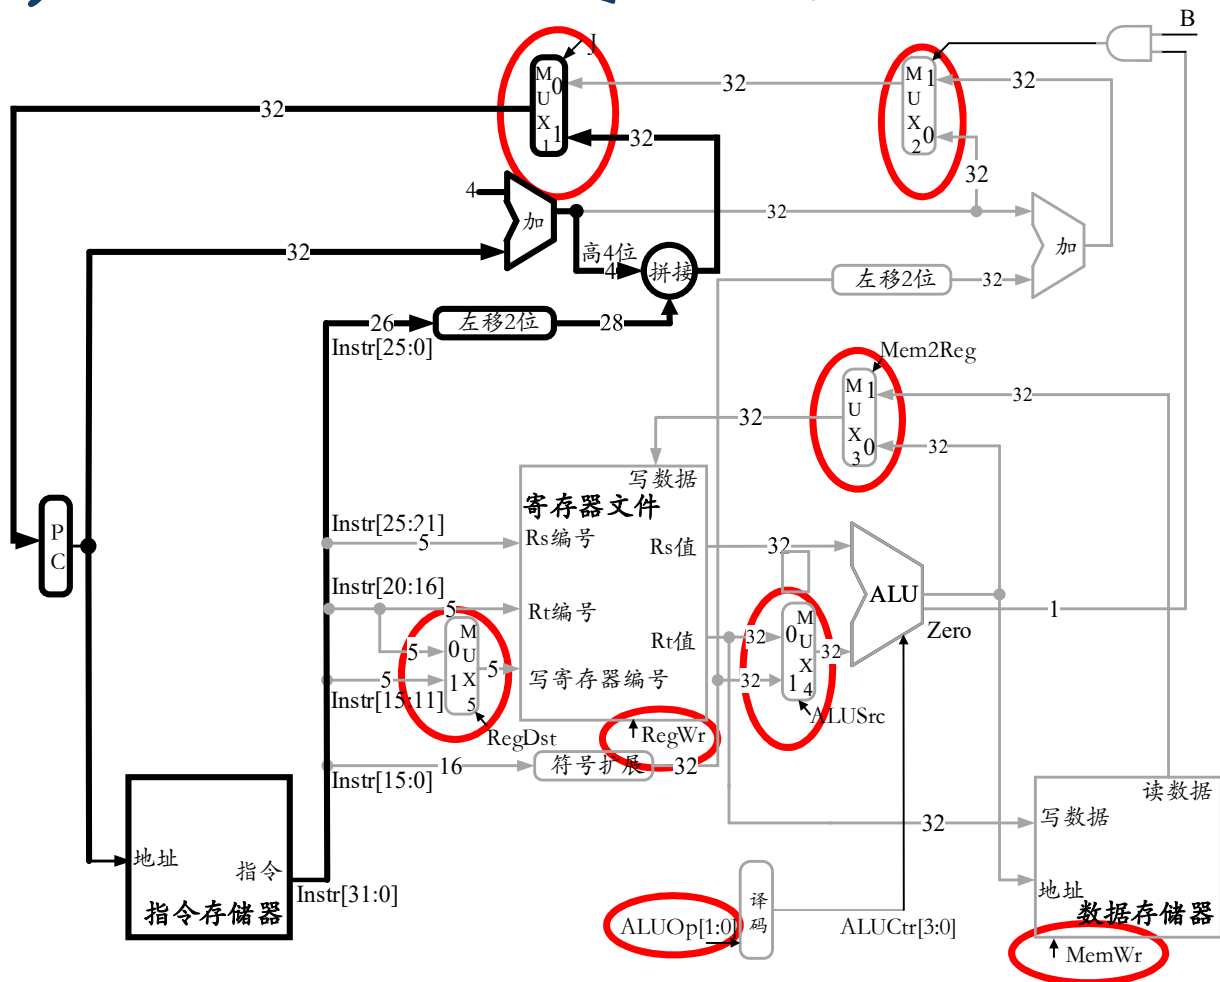 B
J
M
U
X
1
0
1
32
32
32
M
U
X
2
1
0
32
32
4
加
32
32
高4位
4
拼接
加
左移2位
32
26
左移2位
28
Instr[25:0]
Mem2Reg
M
U
X
3
1
0
32
32
32
P
C
写数据
寄存器文件
Instr[25:21]
5
Rs编号
Rs值
32
ALU
Instr[20:16]
5
Rt编号
Rt值
32
0
1
M
U
X
4
32
32
1
Zero
5
0
1
M
U
X
5
5
写寄存器编号
5
Instr[15:11]
RegDst
RegWr
ALUSrc
Instr[15:0]
16
符号扩展
32
读数据
32
写数据
地址
指令
指令存储器
Instr[31:0]
译
码
ALUOp[1:0]
ALUCtr[3:0]
地址
数据存储器
MemWr